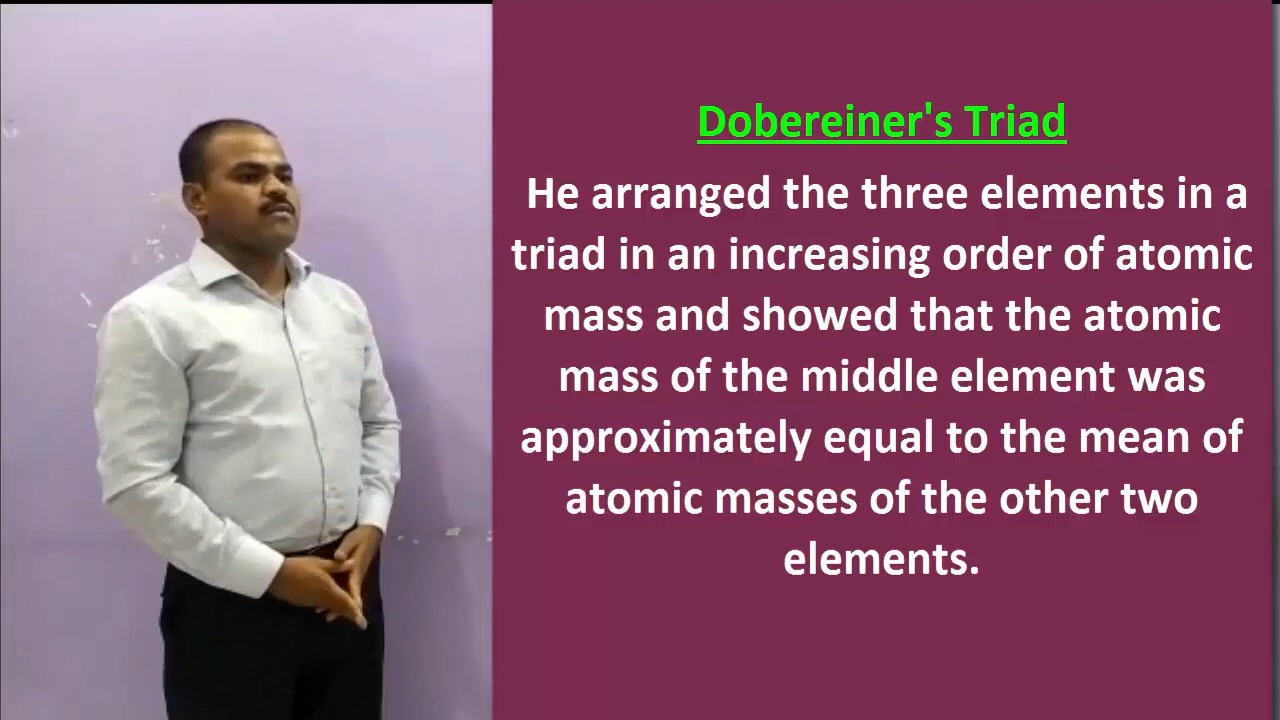 Dobereiner's Triad
He arranged the three elements in a
triad in an increasing order of atomic
mass and showed that the atomic
mass of the middle element was
approximately equal to the mean of
atomic masses of the other two
elements.